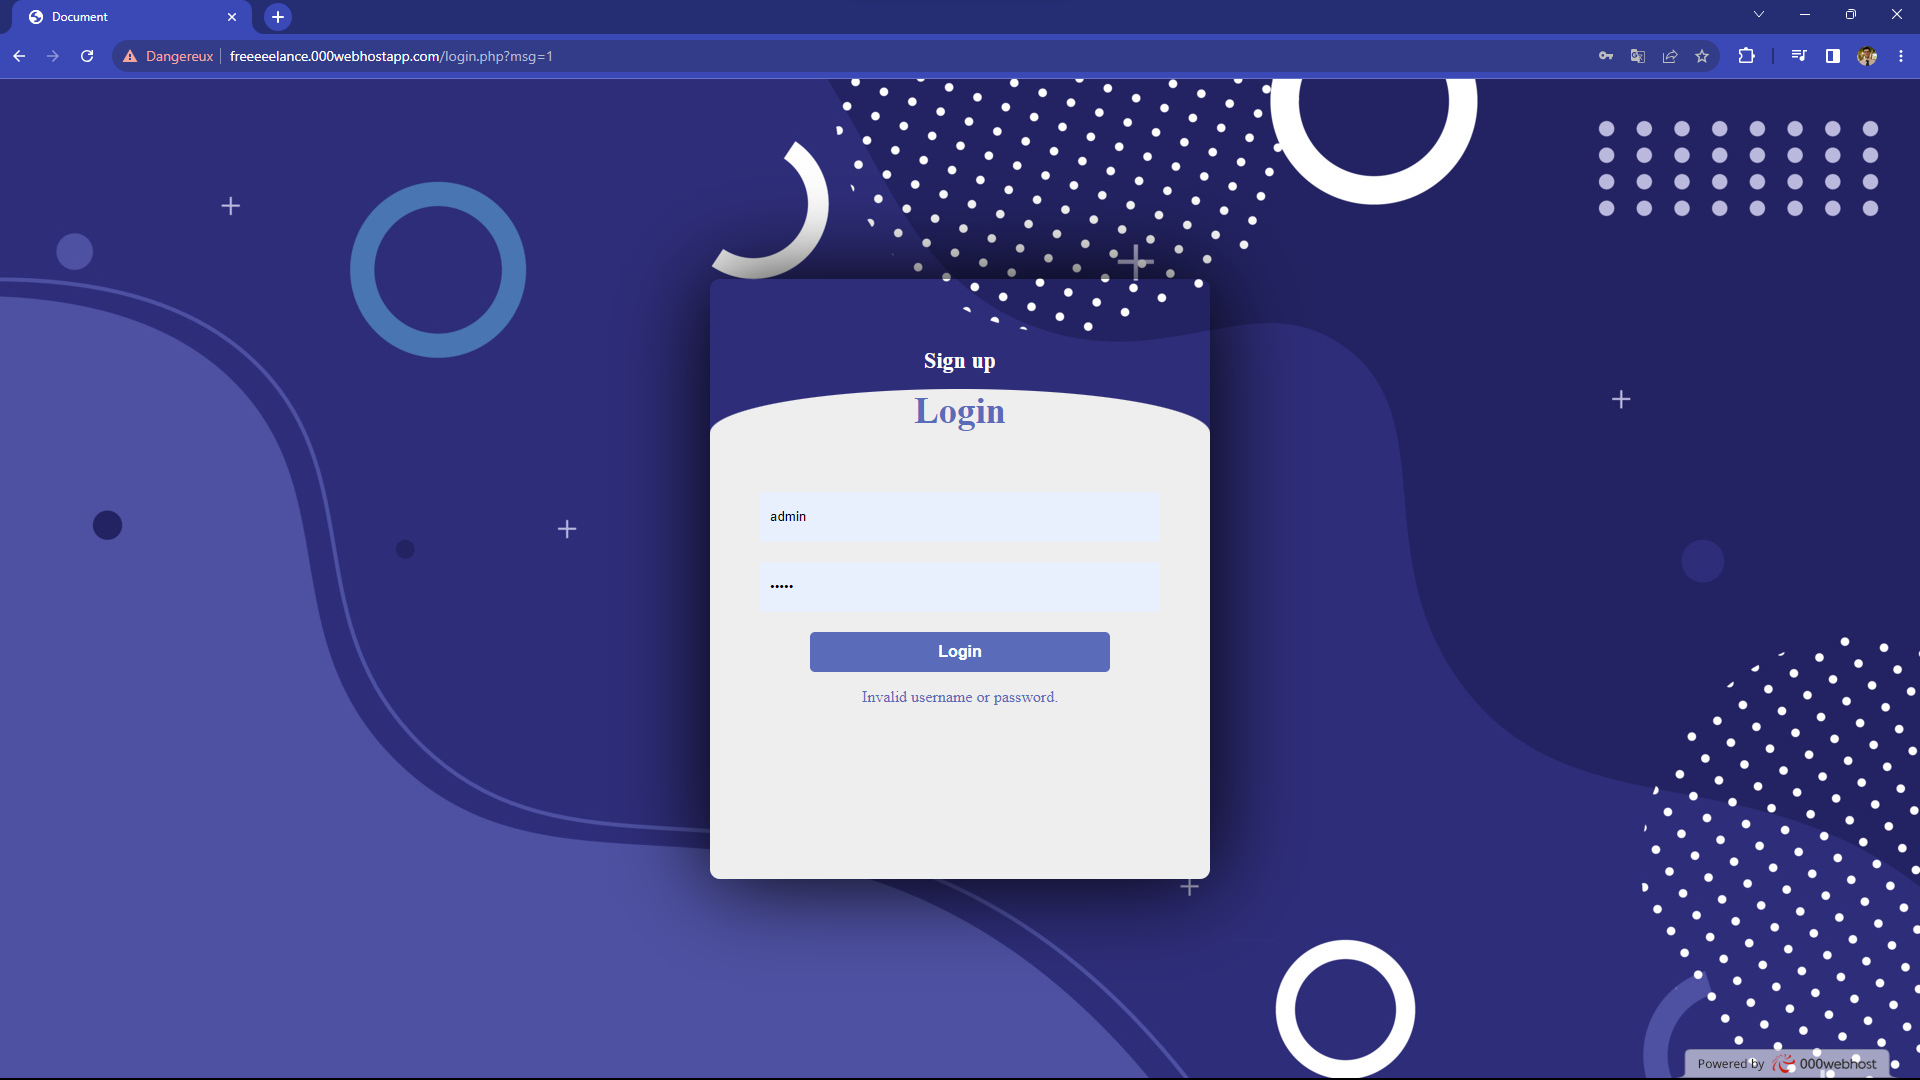 Document
Dangereux
freeeeelance.000webhostapp.com/login.php?msg=1
Sign up
Login
admin
•••••
Login
Invalid username or password.
Powered by 000webhost